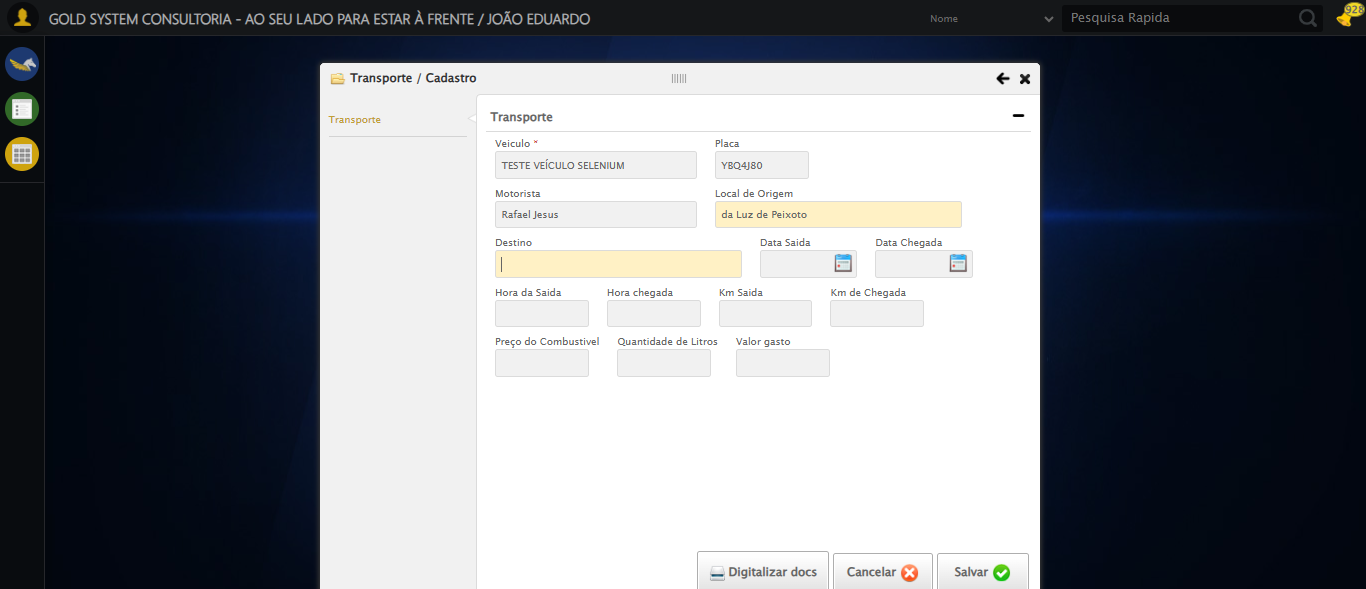 GOLD SYSTEM CONSULTORIA - AO SEU LADO PARA ESTAR À FRENTE / JOÃO EDUARDO
Nome
Pesquisa Rapida
928
Transporte / Cadastro
Transporte
Transporte
Veiculo *
Placa
TESTE VEÍCULO SELENIUM
YBQ4J80
Motorista
Local de Origem
Rafael Jesus
da Luz de Peixoto
Destino
Data Saida
Data Chegada
Hora da Saida
Hora chegada
Km Saida
Km de Chegada
Preço do Combustivel
Quantidade de Litros
Valor gasto
Digitalizar docs
Cancelar
Salvar